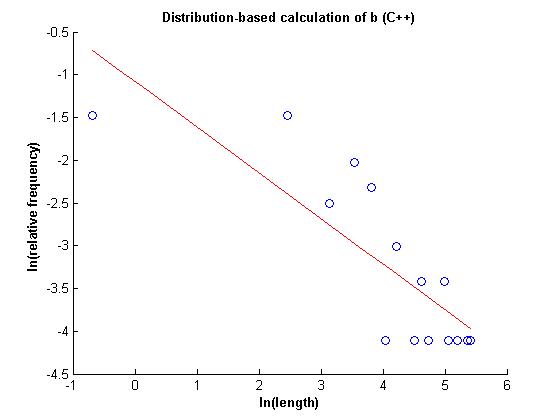 Distribution-based calculation of b (C++)
-0.5
-1
-1.5
-2
-2.5
-3
-3.5
-4
-4.5
ln(relative frequency)
-1 0 1 2 3 4 5 6
ln(length)